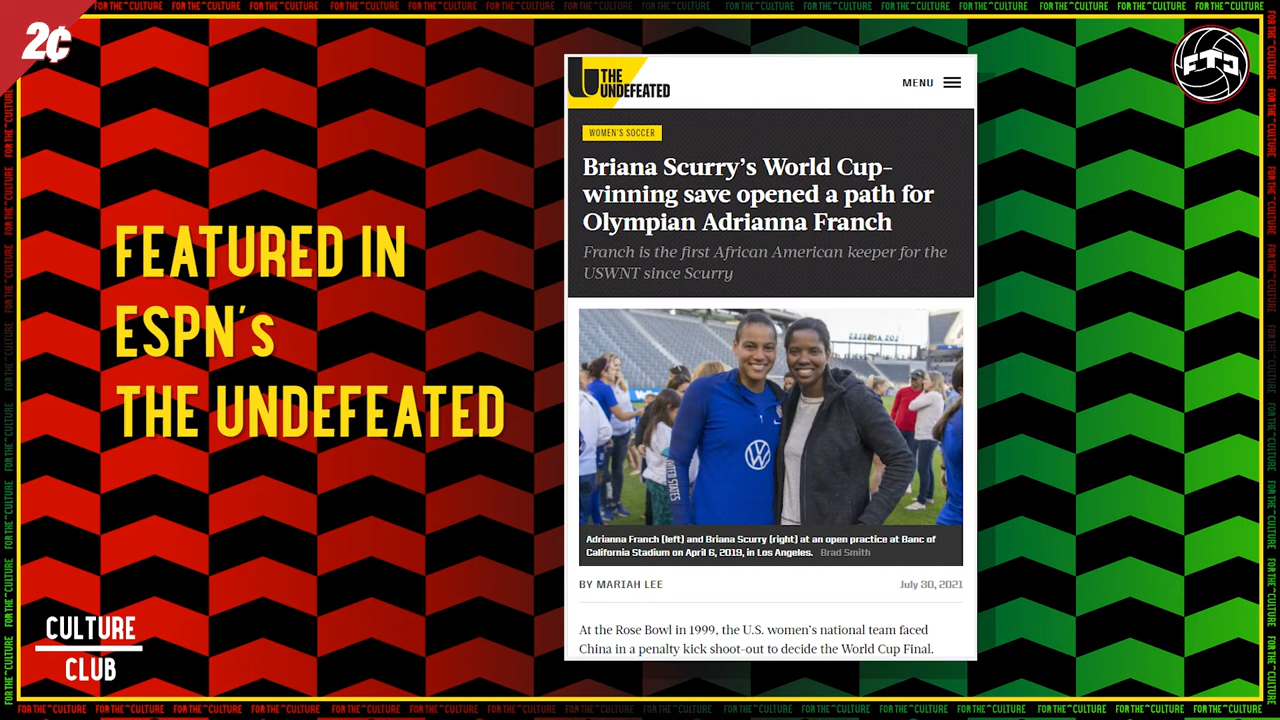 2¢
FTC
FEATURED IN
ESPN's
THE UNDEFEATED
CULTURE
CLUB
THE
UNDEFEATED
MENU
WOMEN'S SOCCER
Briana Scurry's World Cup-
winning save opened a path for
Olympian Adrianna Franch
Franch is the first African American keeper for the
USWNT since Scurry
Adrianna Franch (left) and Briana Scurry (right) at an open practice at Banc of
California Stadium on April 6, 2019, in Los Angeles. Brad Smith
BY MARIAH LEE
July 30, 2021
At the Rose Bowl in 1999, the U.S. women's national team faced
China in a penalty kick shoot-out to decide the World Cup Final.